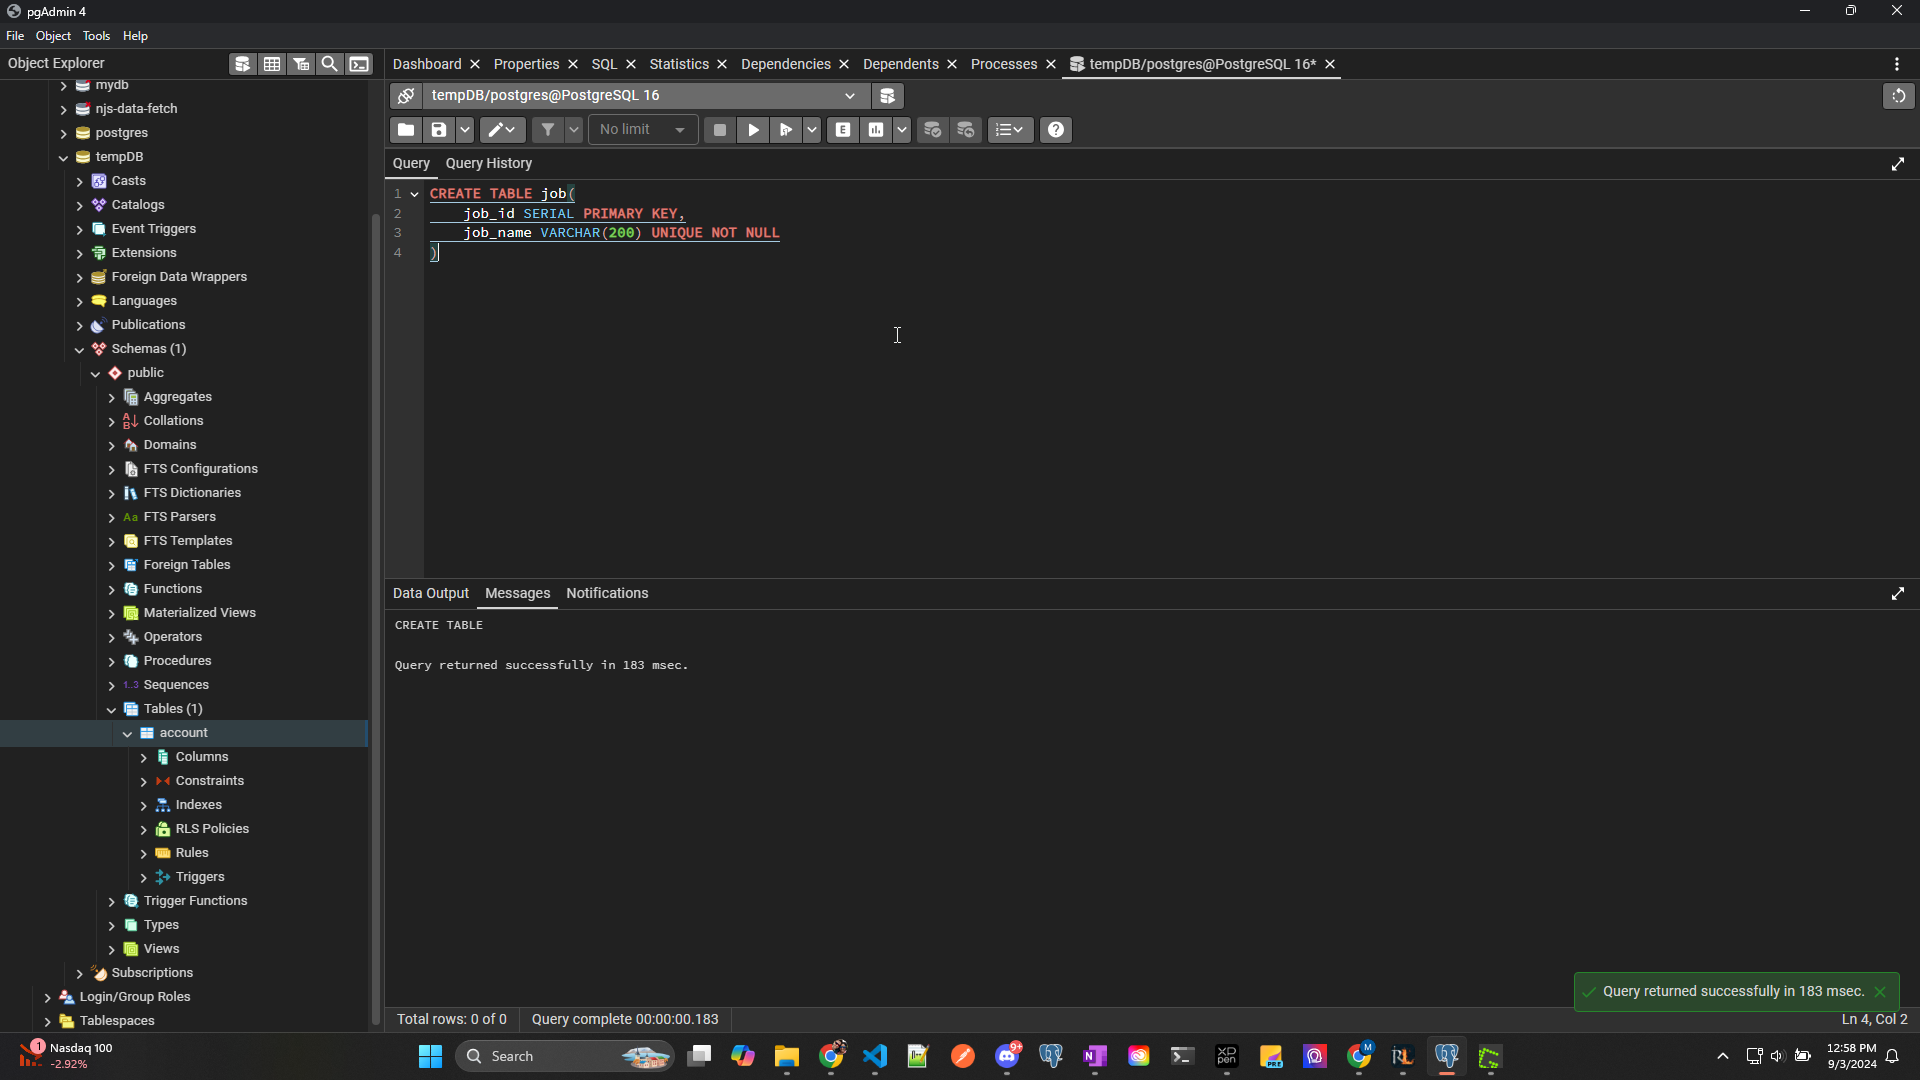 pgAdmin 4
File Object Tools Help
Object Explorer
Dashboard Properties SQL Statistics Dependencies Dependents Processes tempDB/postgres@PostgreSQL 16*
mydb
njs-data-fetch
postgres
tempDB
Casts
Catalogs
Event Triggers
Extensions
Foreign Data Wrappers
Languages
Publications
Schemas (1)
public
Aggregates
Collations
Domains
FTS Configurations
FTS Dictionaries
Aa FTS Parsers
FTS Templates
Foreign Tables
Functions
Materialized Views
Operators
Procedures
1..3 Sequences
Tables (1)
account
Columns
Constraints
Indexes
RLS Policies
Rules
Triggers
Trigger Functions
Types
Views
Subscriptions
Login/Group Roles
Tablespaces
tempDB/postgres@PostgreSQL 16
No limit
E
Query Query History
1 CREATE TABLE job(
2 job_id SERIAL PRIMARY KEY,
3 job_name VARCHAR(200) UNIQUE NOT NULL
4 )
Data Output Messages Notifications
CREATE TABLE
Query returned successfully in 183 msec.
Query returned successfully in 183 msec.
Total rows: 0 of 0 Query complete 00:00:00.183 Ln 4, Col 2
1 Nasdaq 100
-2.92%
Search
9+
12:58 PM
9/3/2024